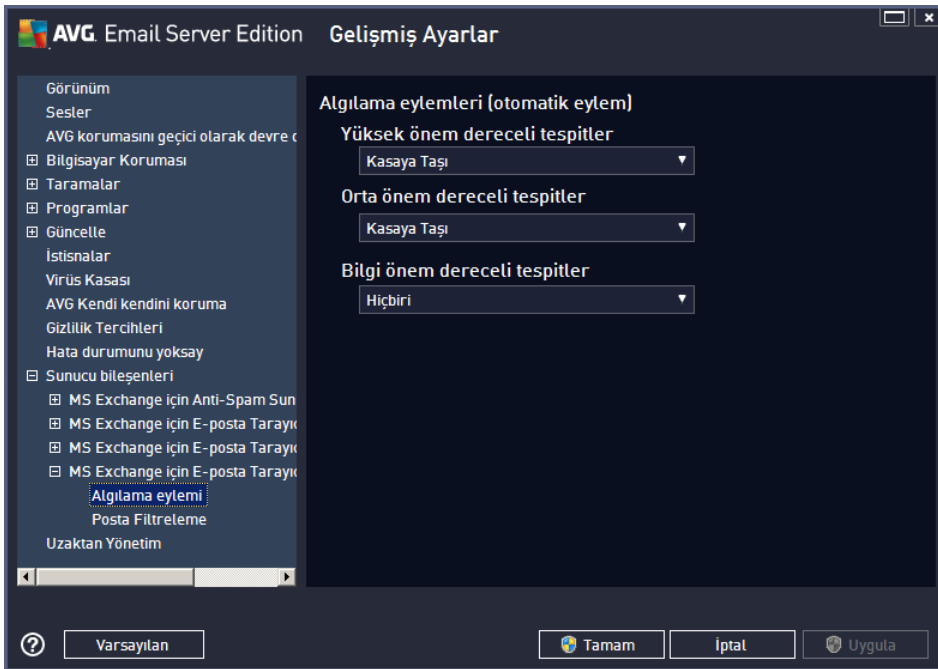 AVG. Email Server Edition Gelişmiş Ayarlar
Görünüm
Sesler
AVG korumasını geçici olarak devre
Bilgisayar Koruması
Taramalar
Programlar
Güncelle
İstisnalar
Virüs Kasası
AVG Kendi kendini koruma
Gizlilik Tercihleri
Hata durumunu yoksay
Sunucu bileşenleri
MS Exchange için Anti-Spam Sun
MS Exchange için E-posta Tarayı
MS Exchange için E-posta Tarayı
MS Exchange için E-posta Tarayı
Algılama eylemi
Posta Filtreleme
Uzaktan Yönetim
Algılama eylemleri (otomatik eylem)
Yüksek önem dereceli tespitler
Kasaya Taşı
Orta önem dereceli tespitler
Kasaya Taşı
Bilgi önem dereceli tespitler
Hiçbiri
? Varsayılan Tamam İptal Uygula